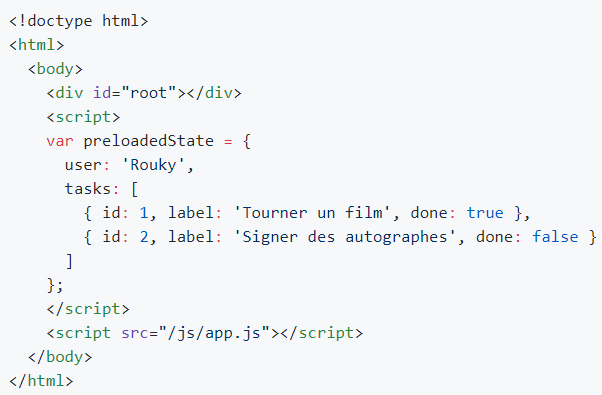 <!doctype html>
<html>
  <body>
    <div id="root"></div>
    <script>
    var preloadedState = {
      user: 'Rouky',
      tasks: [
        { id: 1, label: 'Tourner un film', done: true },
        { id: 2, label: 'Signer des autographes', done: false }
      ]
    };
    </script>
    <script src="/js/app.js"></script>
  </body>
</html>